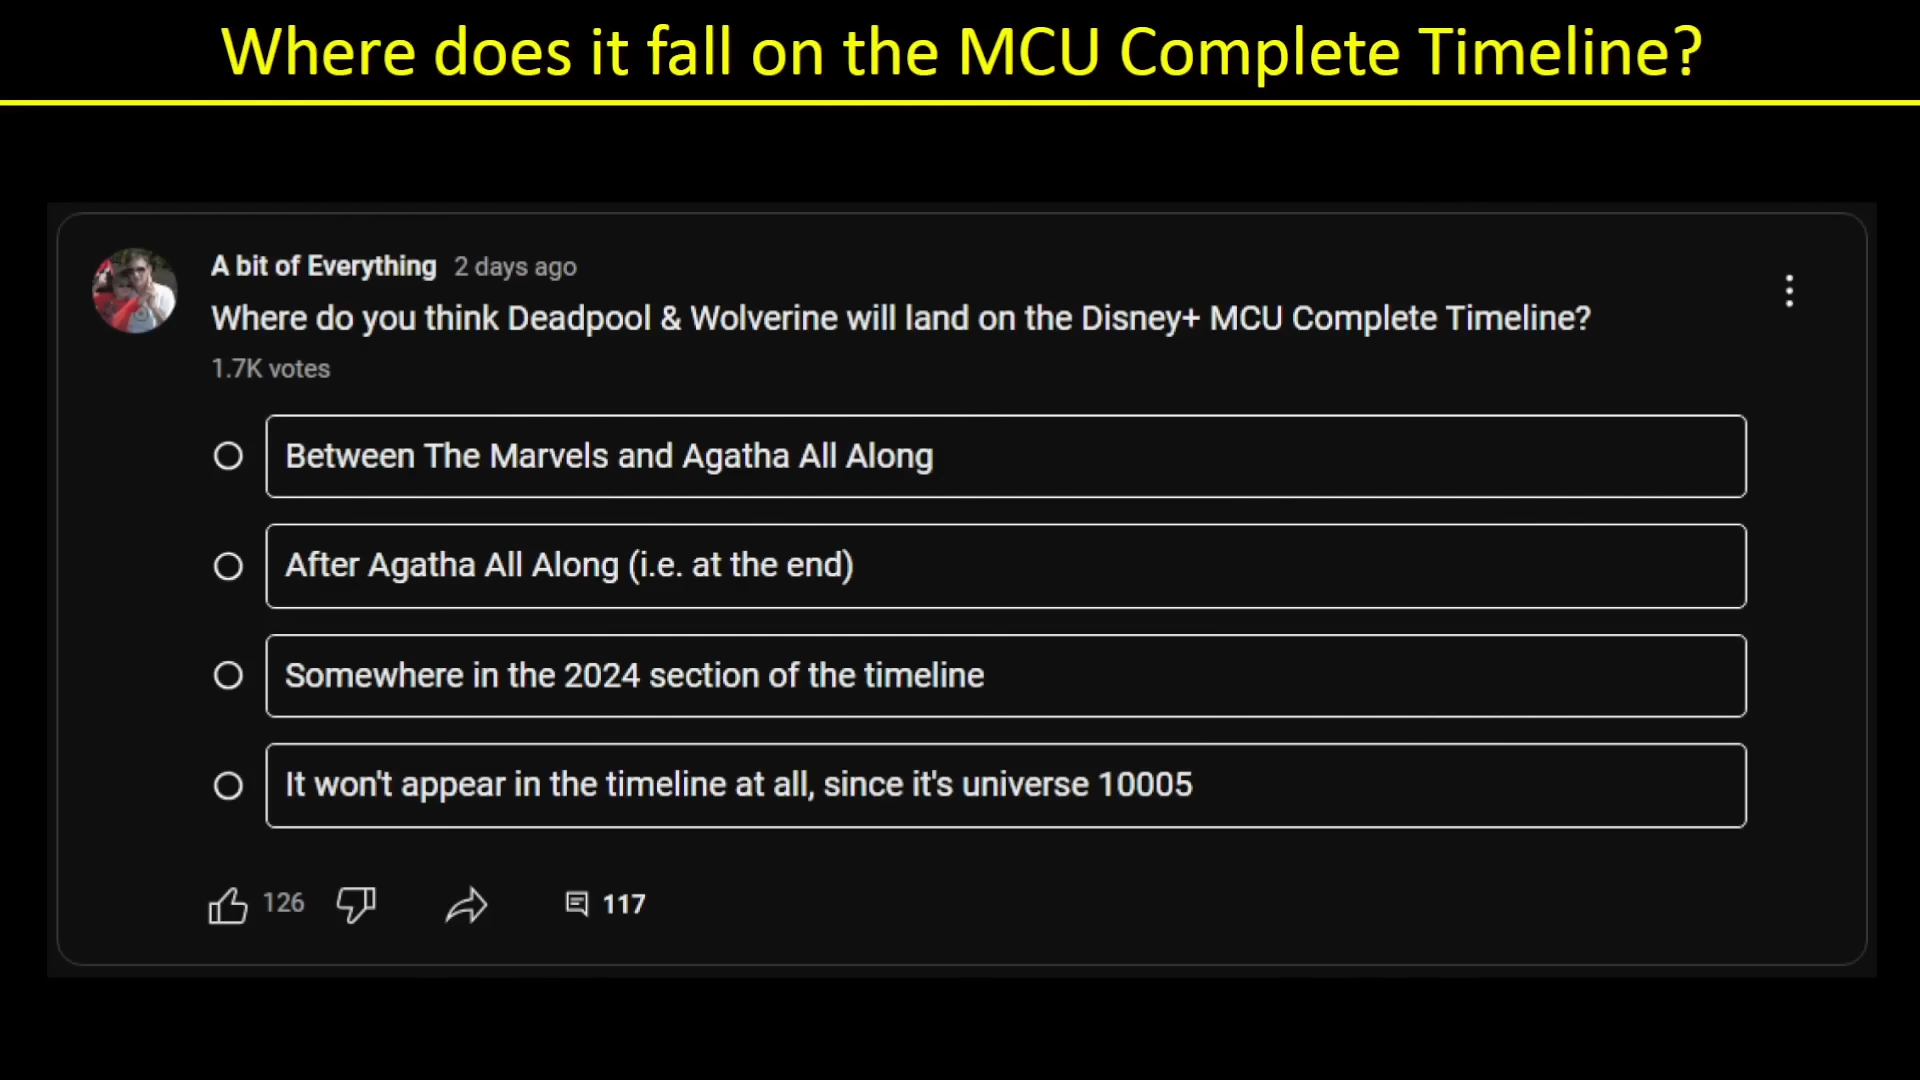 Where does it fall on the MCU Complete Timeline?
A bit of Everything 2 days ago
Where do you think Deadpool & Wolverine will land on the Disney+ MCU Complete Timeline?
1.7K votes
Between The Marvels and Agatha All Along
After Agatha All Along (i.e. at the end)
Somewhere in the 2024 section of the timeline
It won't appear in the timeline at all, since it's universe 10005
126 117